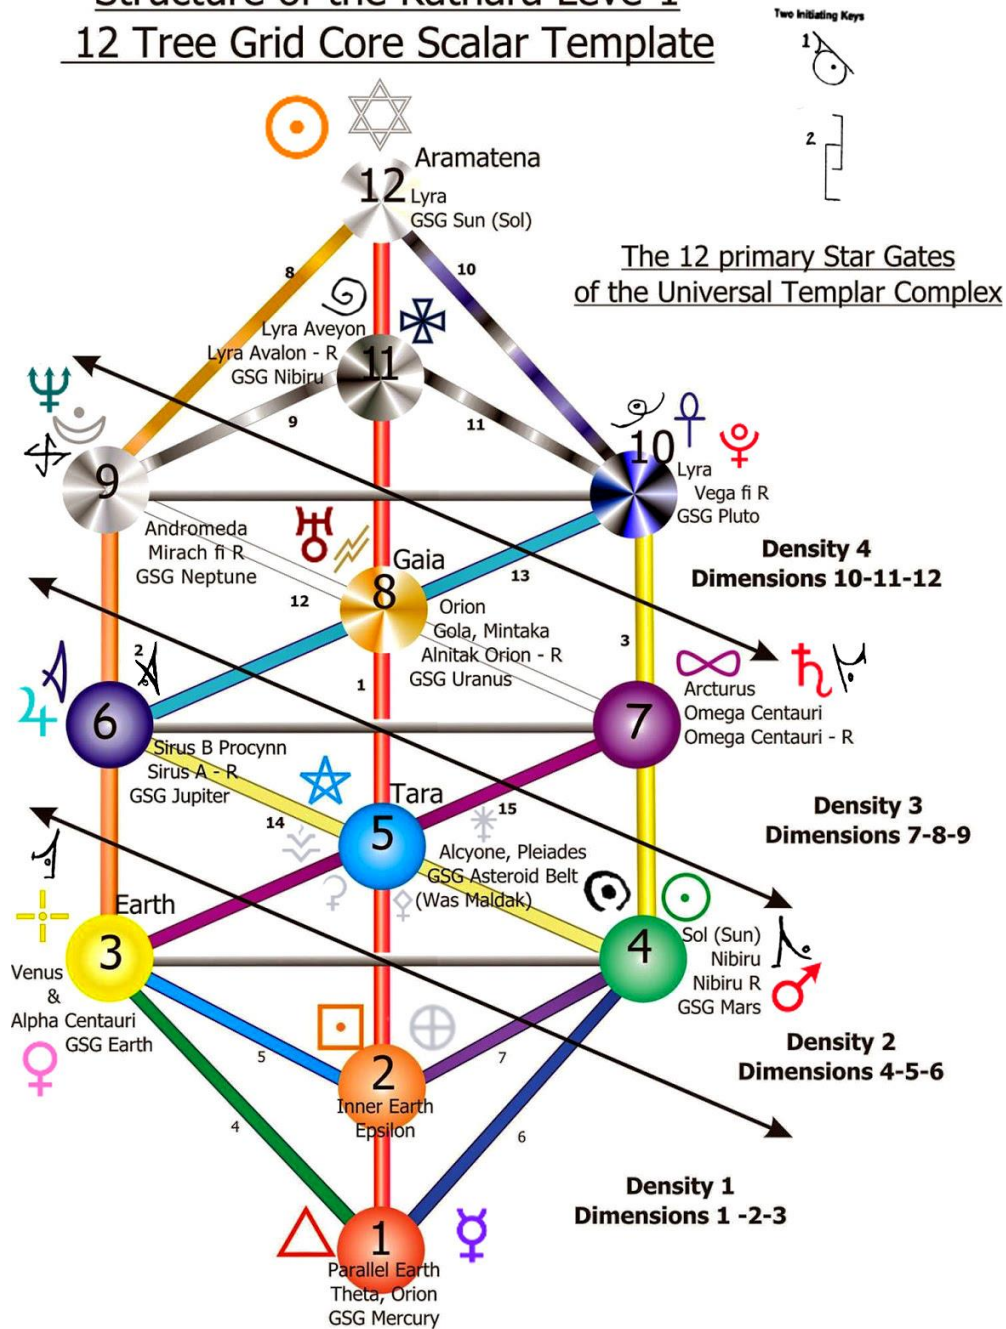 Structure of the Kathara Level 1
12 Tree Grid Core Scalar Template
Two Initiating Keys
1
2
The 12 primary Star Gates
of the Universal Templar Complex
12
Aramatena
Lyra
GSG Sun (Sol)
8
10
Lyra Aveyon
Lyra Avalon - R
GSG Nibiru
11
9
11
9
Andromeda
Mirach fi R
GSG Neptune
10
Lyra
Vega fi R
GSG Pluto
Density 4
Dimensions 10-11-12
Gaia
8
Orion
Gola, Mintaka
Alnitak Orion - R
GSG Uranus
12
13
3
2
1
6
Sirus B Procynn
Sirus A - R
GSG Jupiter
7
Arcturus
Omega Centauri
Omega Centauri - R
Density 3
Dimensions 7-8-9
Tara
5
Alcyone, Pleiades
GSG Asteroid Belt
(Was Maldak)
14
15
Earth
3
Venus
&
Alpha Centauri
GSG Earth
4
Sol (Sun)
Nibiru
Nibiru R
GSG Mars
Density 2
Dimensions 4-5-6
2
Inner Earth
Epsilon
5
7
4
6
Density 1
Dimensions 1 -2-3
1
Parallel Earth
Theta, Orion
GSG Mercury